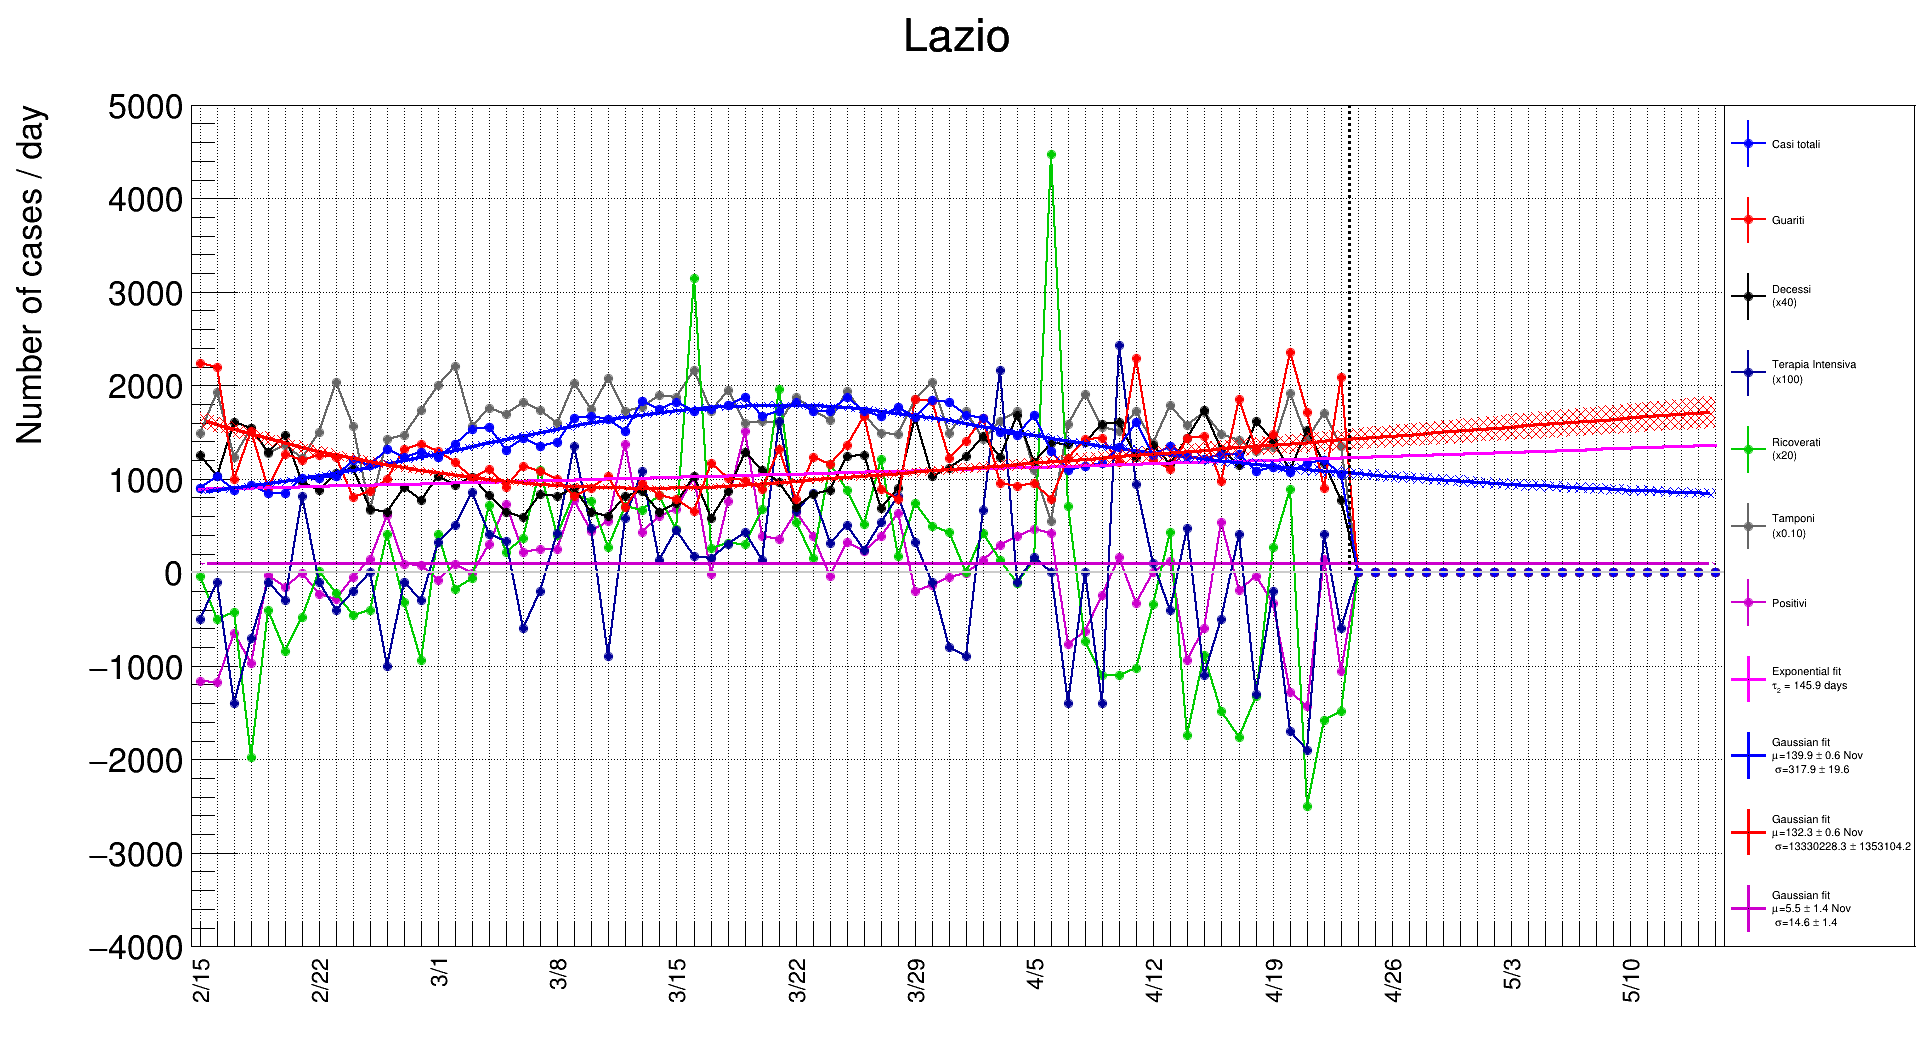 Lazio
Number of cases / day
5000
4000
3000
2000
1000
0
−1000
−2000
−3000
−4000
2/15
2/22
3/1
3/8
3/15
3/22
3/29
4/5
4/12
4/19
4/26
5/3
5/10
Casi totali
Guariti
Decessi
(x40)
Terapia Intensiva
(x100)
Ricoverati
(x20)
Tamponi
(x0.10)
Positivi
Exponential fit
τ₂ = 145.9 days
Gaussian fit
μ=139.9 ± 0.6 Nov
σ=317.9 ± 19.6
Gaussian fit
μ=132.3 ± 0.6 Nov
σ=13330228.3 ± 1353104.2
Gaussian fit
μ=5.5 ± 1.4 Nov
σ=14.6 ± 1.4